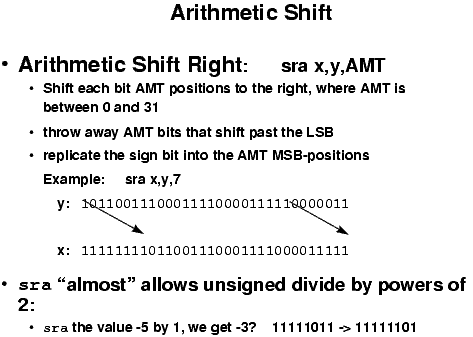 Arithmetic Shift
• Arithmetic Shift Right: sra x,y,AMT
• Shift each bit AMT positions to the right, where AMT is
between 0 and 31
• throw away AMT bits that shift past the LSB
• replicate the sign bit into the AMT MSB-positions
Example: sra x,y,7
y: 10110011100011110000111110000011
x: 11111111011001110001111000011111
• sra “almost” allows unsigned divide by powers of
2:
• sra the value -5 by 1, we get -3? 11111011 -> 11111101